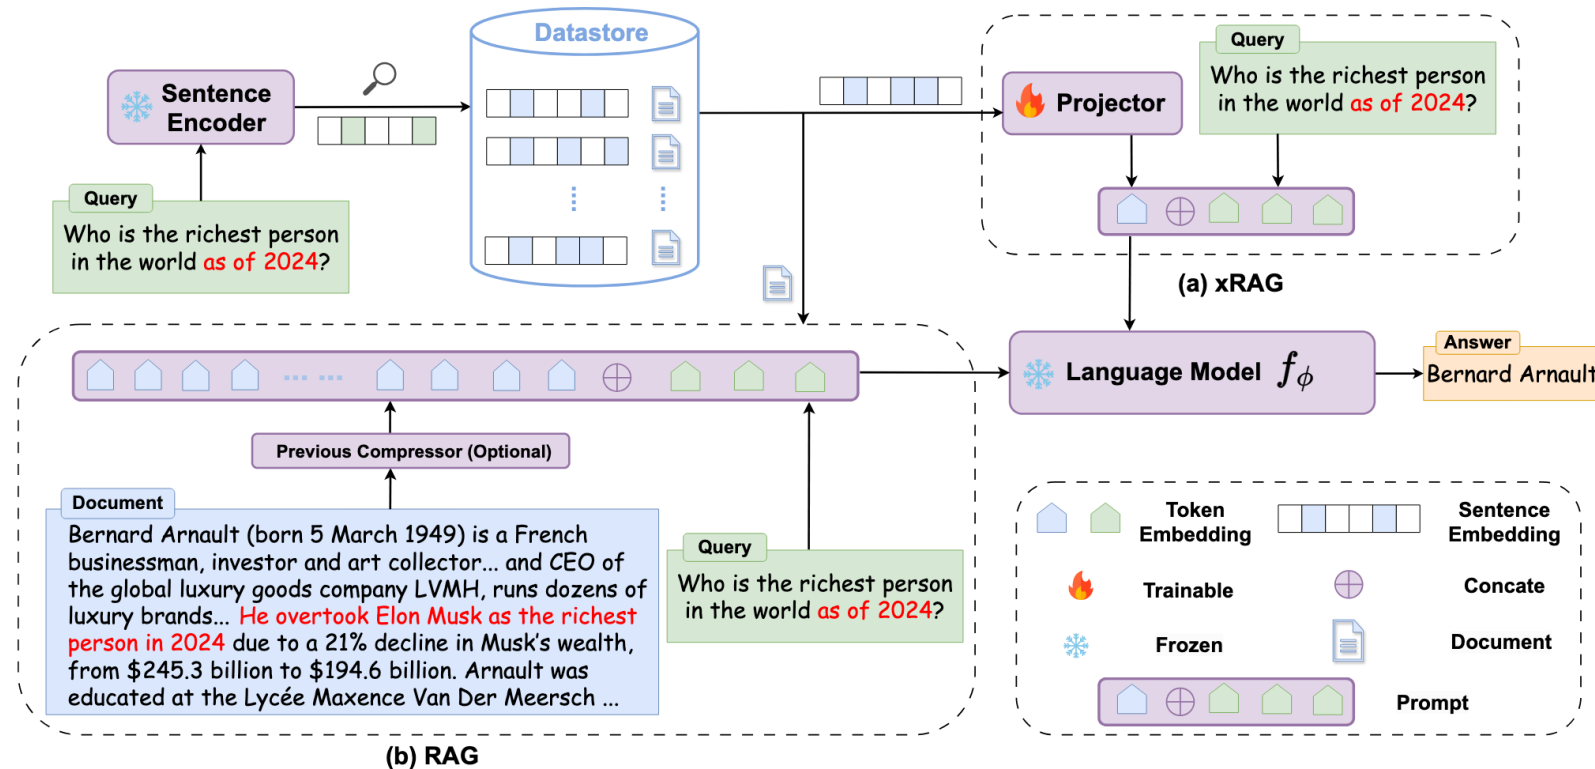 Datastore
Sentence
Encoder
Query
Who is the richest person
in the world as of 2024?
Projector
Query
Who is the richest person
in the world as of 2024?
(a) xRAG
Language Model fϕ
Answer
Bernard Arnault
Previous Compressor (Optional)
Document
Bernard Arnault (born 5 March 1949) is a French
businessman, investor and art collector... and CEO of
the global luxury goods company LVMH, runs dozens of
luxury brands... He overtook Elon Musk as the richest
person in 2024 due to a 21% decline in Musk's wealth,
from $245.3 billion to $194.6 billion. Arnault was
educated at the Lycée Maxence Van Der Meersch ...
Query
Who is the richest person
in the world as of 2024?
(b) RAG
Token
Embedding
Sentence
Embedding
Trainable
Concate
Frozen
Document
Prompt